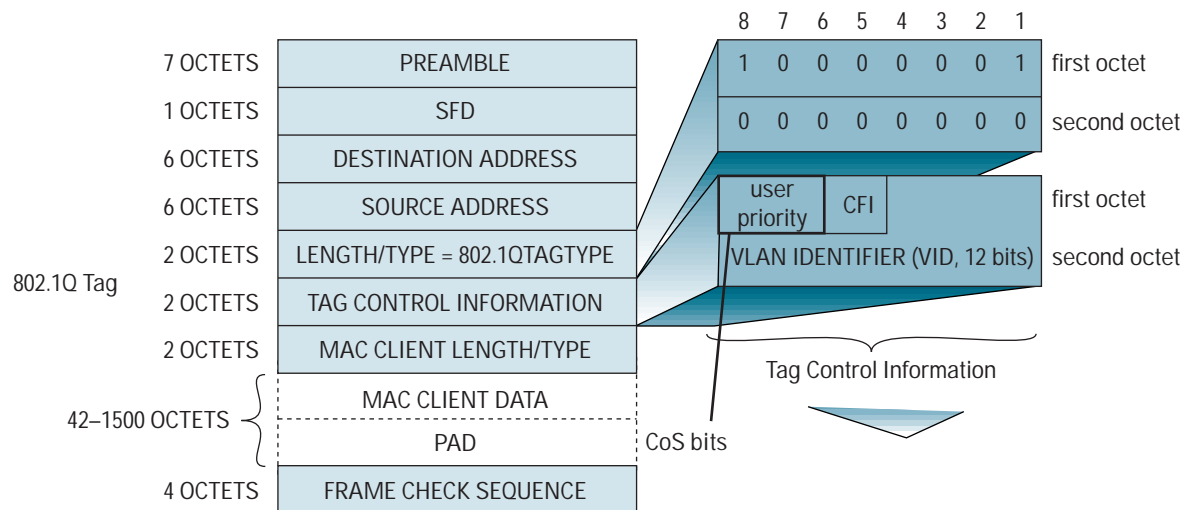 8 7 6 5 4 3 2 1
7 OCTETS PREAMBLE 1 0 0 0 0 0 0 1 first octet
1 OCTETS SFD 0 0 0 0 0 0 0 0 second octet
6 OCTETS DESTINATION ADDRESS
6 OCTETS SOURCE ADDRESS user priority CFI first octet
2 OCTETS LENGTH/TYPE = 802.1QTAGTYPE VLAN IDENTIFIER (VID, 12 bits) second octet
802.1Q Tag
2 OCTETS TAG CONTROL INFORMATION
2 OCTETS MAC CLIENT LENGTH/TYPE Tag Control Information
42–1500 OCTETS MAC CLIENT DATA
PAD CoS bits
4 OCTETS FRAME CHECK SEQUENCE